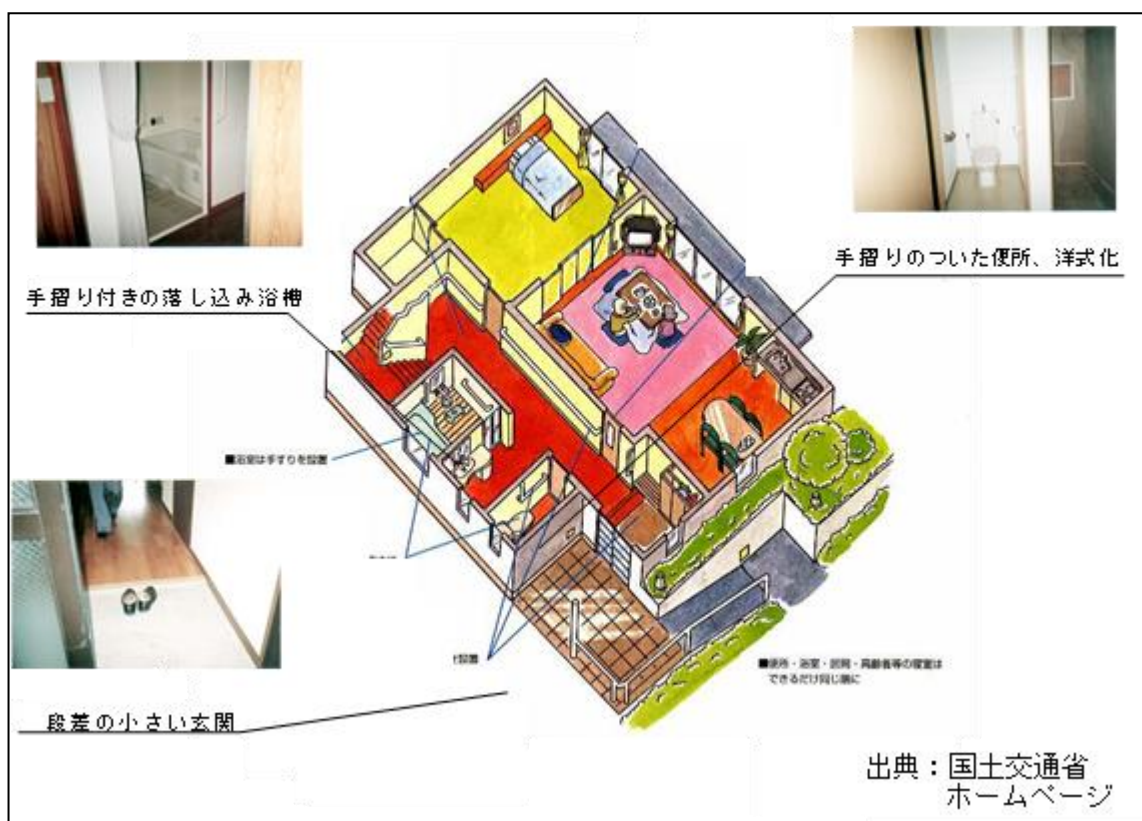 手摺りのついた便所、洋式化
手摺り付きの落し込み浴槽
■浴室は手すりを設置
設置
■便所・浴室・居間・高齢者等の寝室は
できるだけ同じ階に
段差の小さい玄関
出典：国土交通省
ホームページ